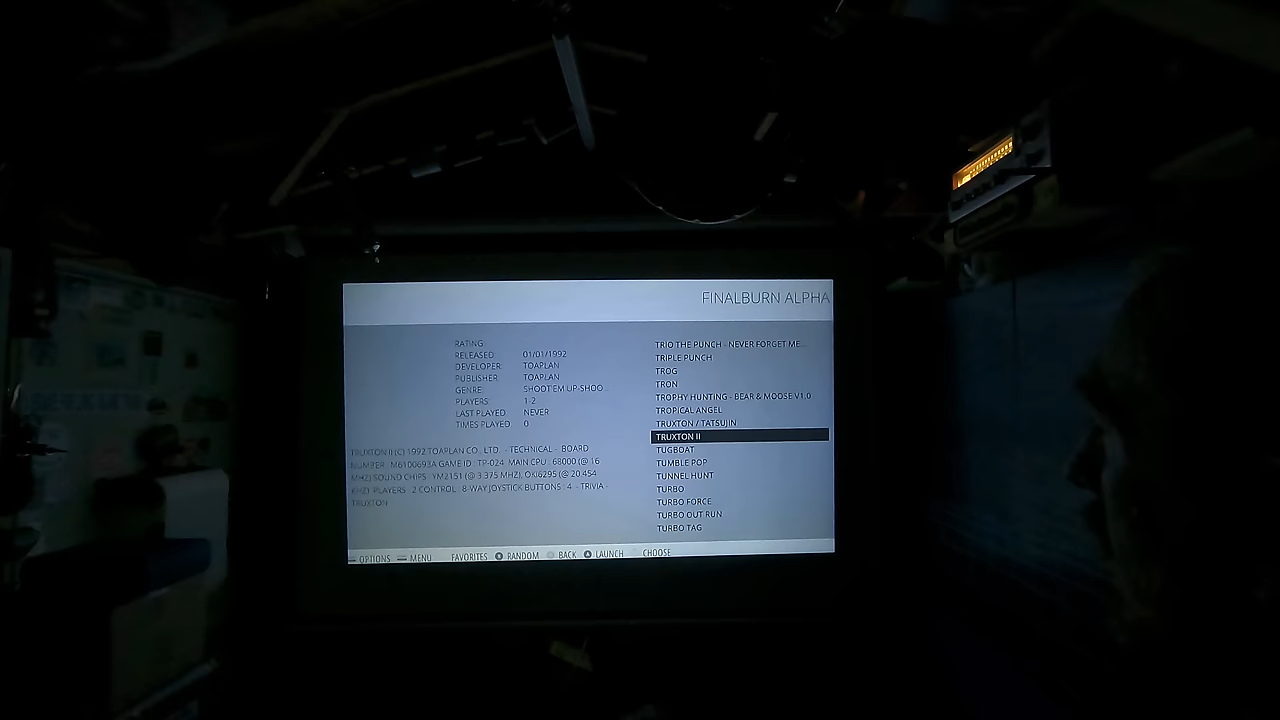 FINALBURN ALPHA
RATING:
RELEASED: 01/01/1992
DEVELOPER: TOAPLAN
PUBLISHER: TOAPLAN
GENRE: SHOOT'EM UP-SHOO...
PLAYERS: 1-2
LAST PLAYED: NEVER
TIMES PLAYED: 0
TRUXTON II (C) 1992 TOAPLAN CO., LTD. - TECHNICAL - BOARD
NUMBER : M6100693A GAME ID : TP-024 MAIN CPU : 68000 (@ 16
MHZ) SOUND CHIPS : YM2151 (@ 3.375 MHZ), OKI6295 (@ 20.454
KHZ) PLAYERS : 2 CONTROL : 8-WAY JOYSTICK BUTTONS : 4 - TRIVIA -
TRUXTON
TRIO THE PUNCH - NEVER FORGET ME...
TRIPLE PUNCH
TROG
TRON
TROPHY HUNTING - BEAR & MOOSE V1.0
TROPICAL ANGEL
TRUXTON / TATSUJIN
TRUXTON II
TUGBOAT
TUMBLE POP
TUNNEL HUNT
TURBO
TURBO FORCE
TURBO OUT RUN
TURBO TAG
OPTIONS MENU FAVORITES RANDOM BACK LAUNCH CHOOSE